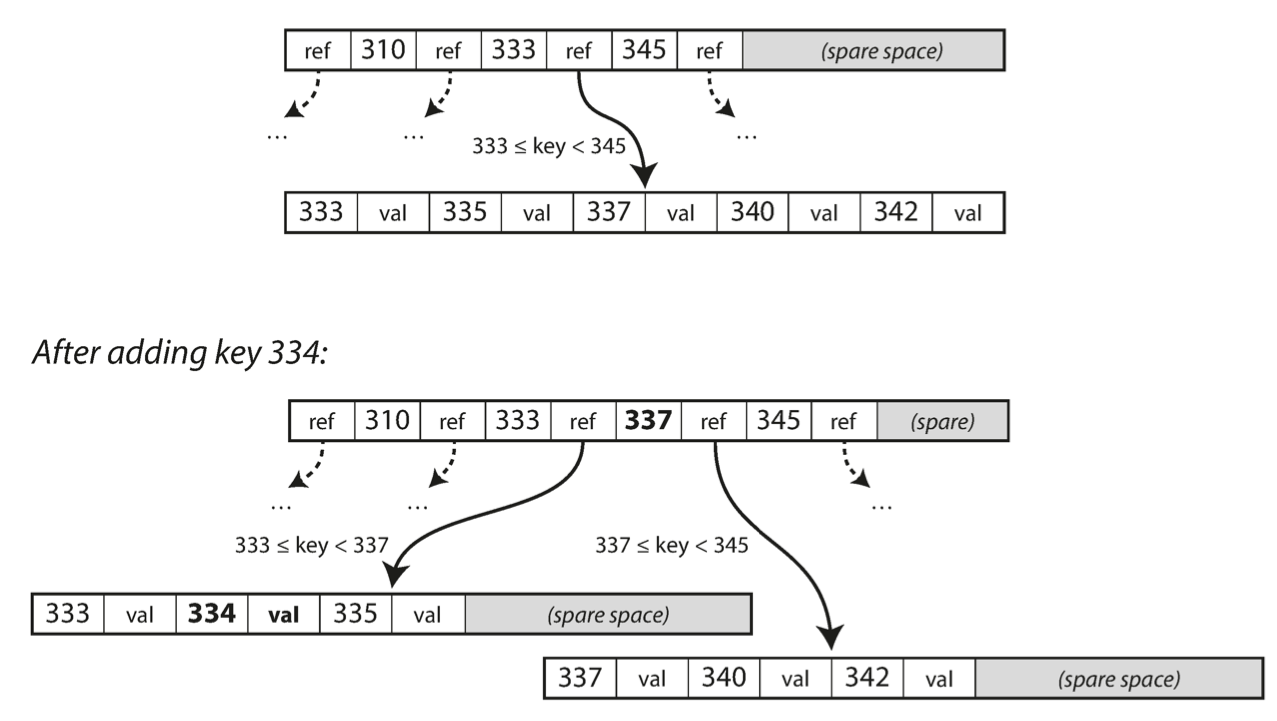 ref 310 ref 333 ref 345 ref (spare space)
... ... ...
333 ≤ key < 345
333 val 335 val 337 val 340 val 342 val
After adding key 334:
ref 310 ref 333 ref 337 ref 345 ref (spare)
... ... ...
333 ≤ key < 337 337 ≤ key < 345
333 val 334 val 335 val (spare space)
337 val 340 val 342 val (spare space)